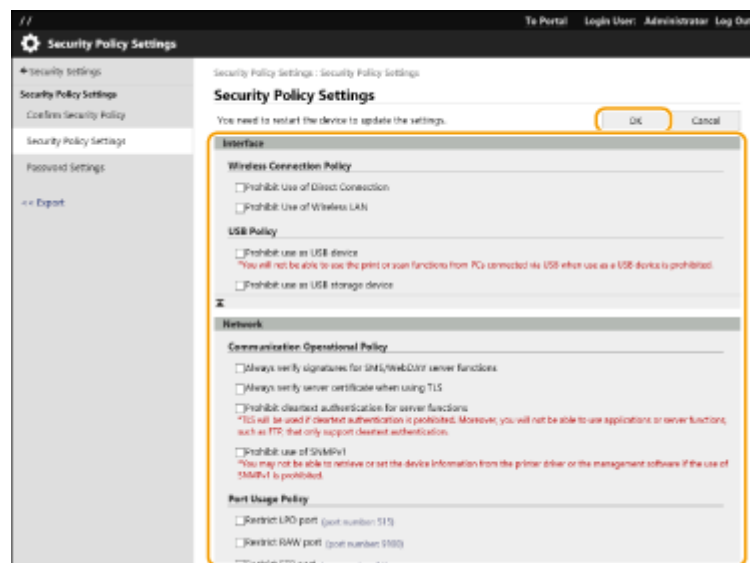 //
To Portal Login User: Administrator Log Out
Security Policy Settings
Security Settings
Security Policy Settings
Confirm Security Policy
Security Policy Settings
Password Settings
<< Export
Security Policy Settings : Security Policy Settings
Security Policy Settings
You need to restart the device to update the settings.
OK Cancel
Interface
Wireless Connection Policy
Prohibit Use of Direct Connection
Prohibit Use of Wireless LAN
USB Policy
Prohibit use as USB device
*You will not be able to use the print or scan functions from PCs connected via USB when use as a USB device is prohibited.
Prohibit use as USB storage device
Network
Communication Operational Policy
Always verify signatures for SMS/WebDAV server functions
Always verify server certificate when using TLS
Prohibit cleartext authentication for server functions
*TLS will be used if cleartext authentication is prohibited. Moreover, you will not be able to use applications or server functions,
such as FTP, that only support cleartext authentication.
Prohibit use of SNMPv1
*You may not be able to retrieve or set the device information from the printer driver or the management software if the use of
SNMPv1 is prohibited.
Port Usage Policy
Restrict LPD port (port number: 515)
Restrict RAW port (port number: 9100)